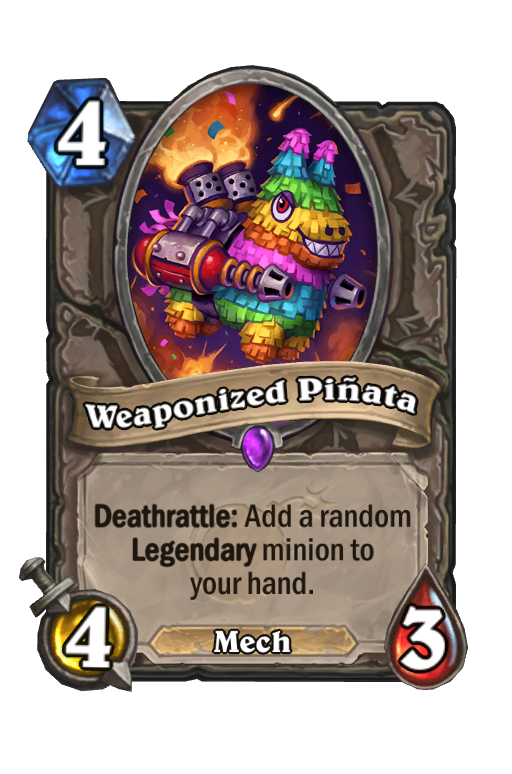 4
Weaponized Piñata
Deathrattle: Add a random
Legendary minion to
your hand.
4
Mech
3